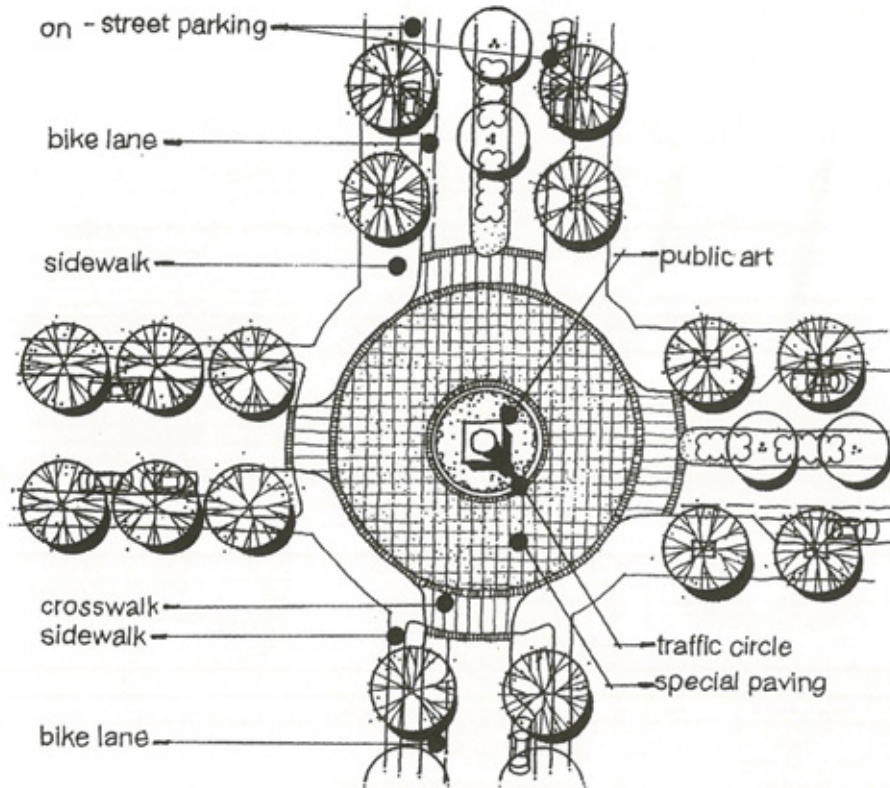 on - street parking
bike lane
sidewalk
public art
crosswalk
sidewalk
traffic circle
special paving
bike lane